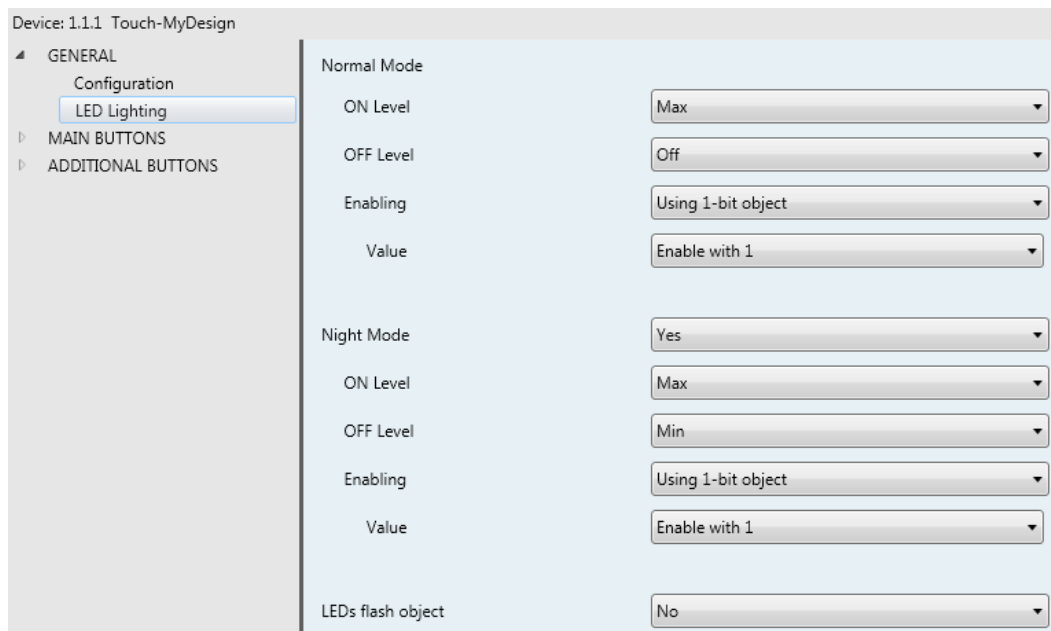 Device: 1.1.1 Touch-MyDesign
GENERAL
Configuration
LED Lighting
MAIN BUTTONS
ADDITIONAL BUTTONS
Normal Mode
ON Level Max
OFF Level Off
Enabling Using 1-bit object
Value Enable with 1
Night Mode Yes
ON Level Max
OFF Level Min
Enabling Using 1-bit object
Value Enable with 1
LEDs flash object No